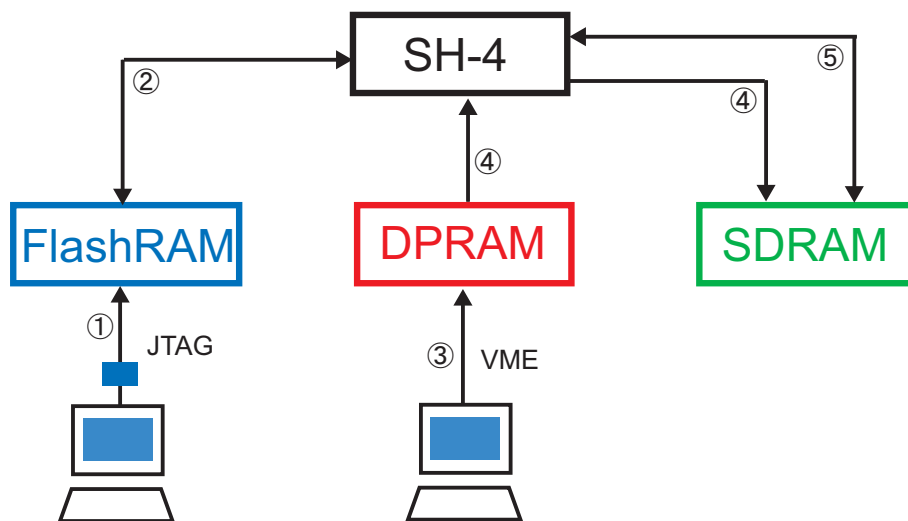 SH-4
②
⑤
④
④
FlashRAM
DPRAM
SDRAM
①
JTAG
③
VME